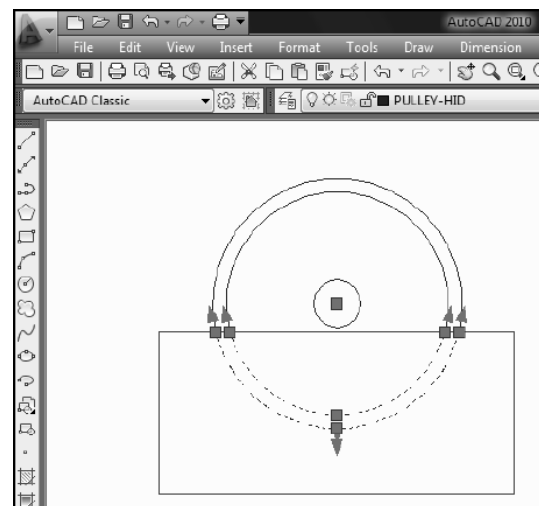 AutoCAD 2010
File Edit View Insert Format Tools Draw Dimension
AutoCAD Classic PULLEY-HID